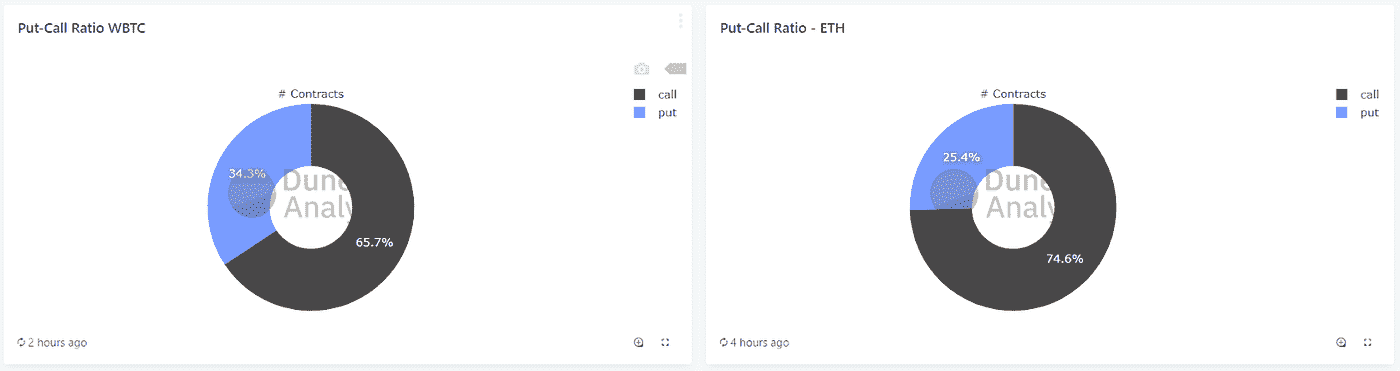 Put-Call Ratio WBTC
# Contracts
call
put
34.3%
Dune
Analy
65.7%
2 hours ago
Put-Call Ratio - ETH
# Contracts
call
put
25.4%
Dune
Analy
74.6%
4 hours ago